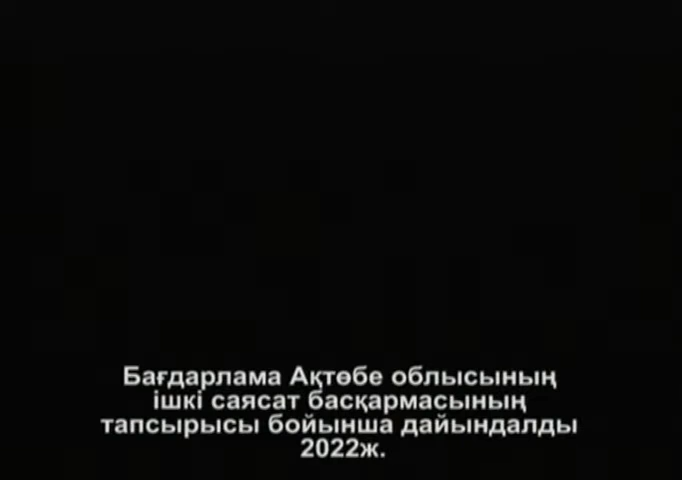 Бағдарлама Ақтөбе облысының
ішкі саясат басқармасының
тапсырысы бойынша дайындалды
2022ж.